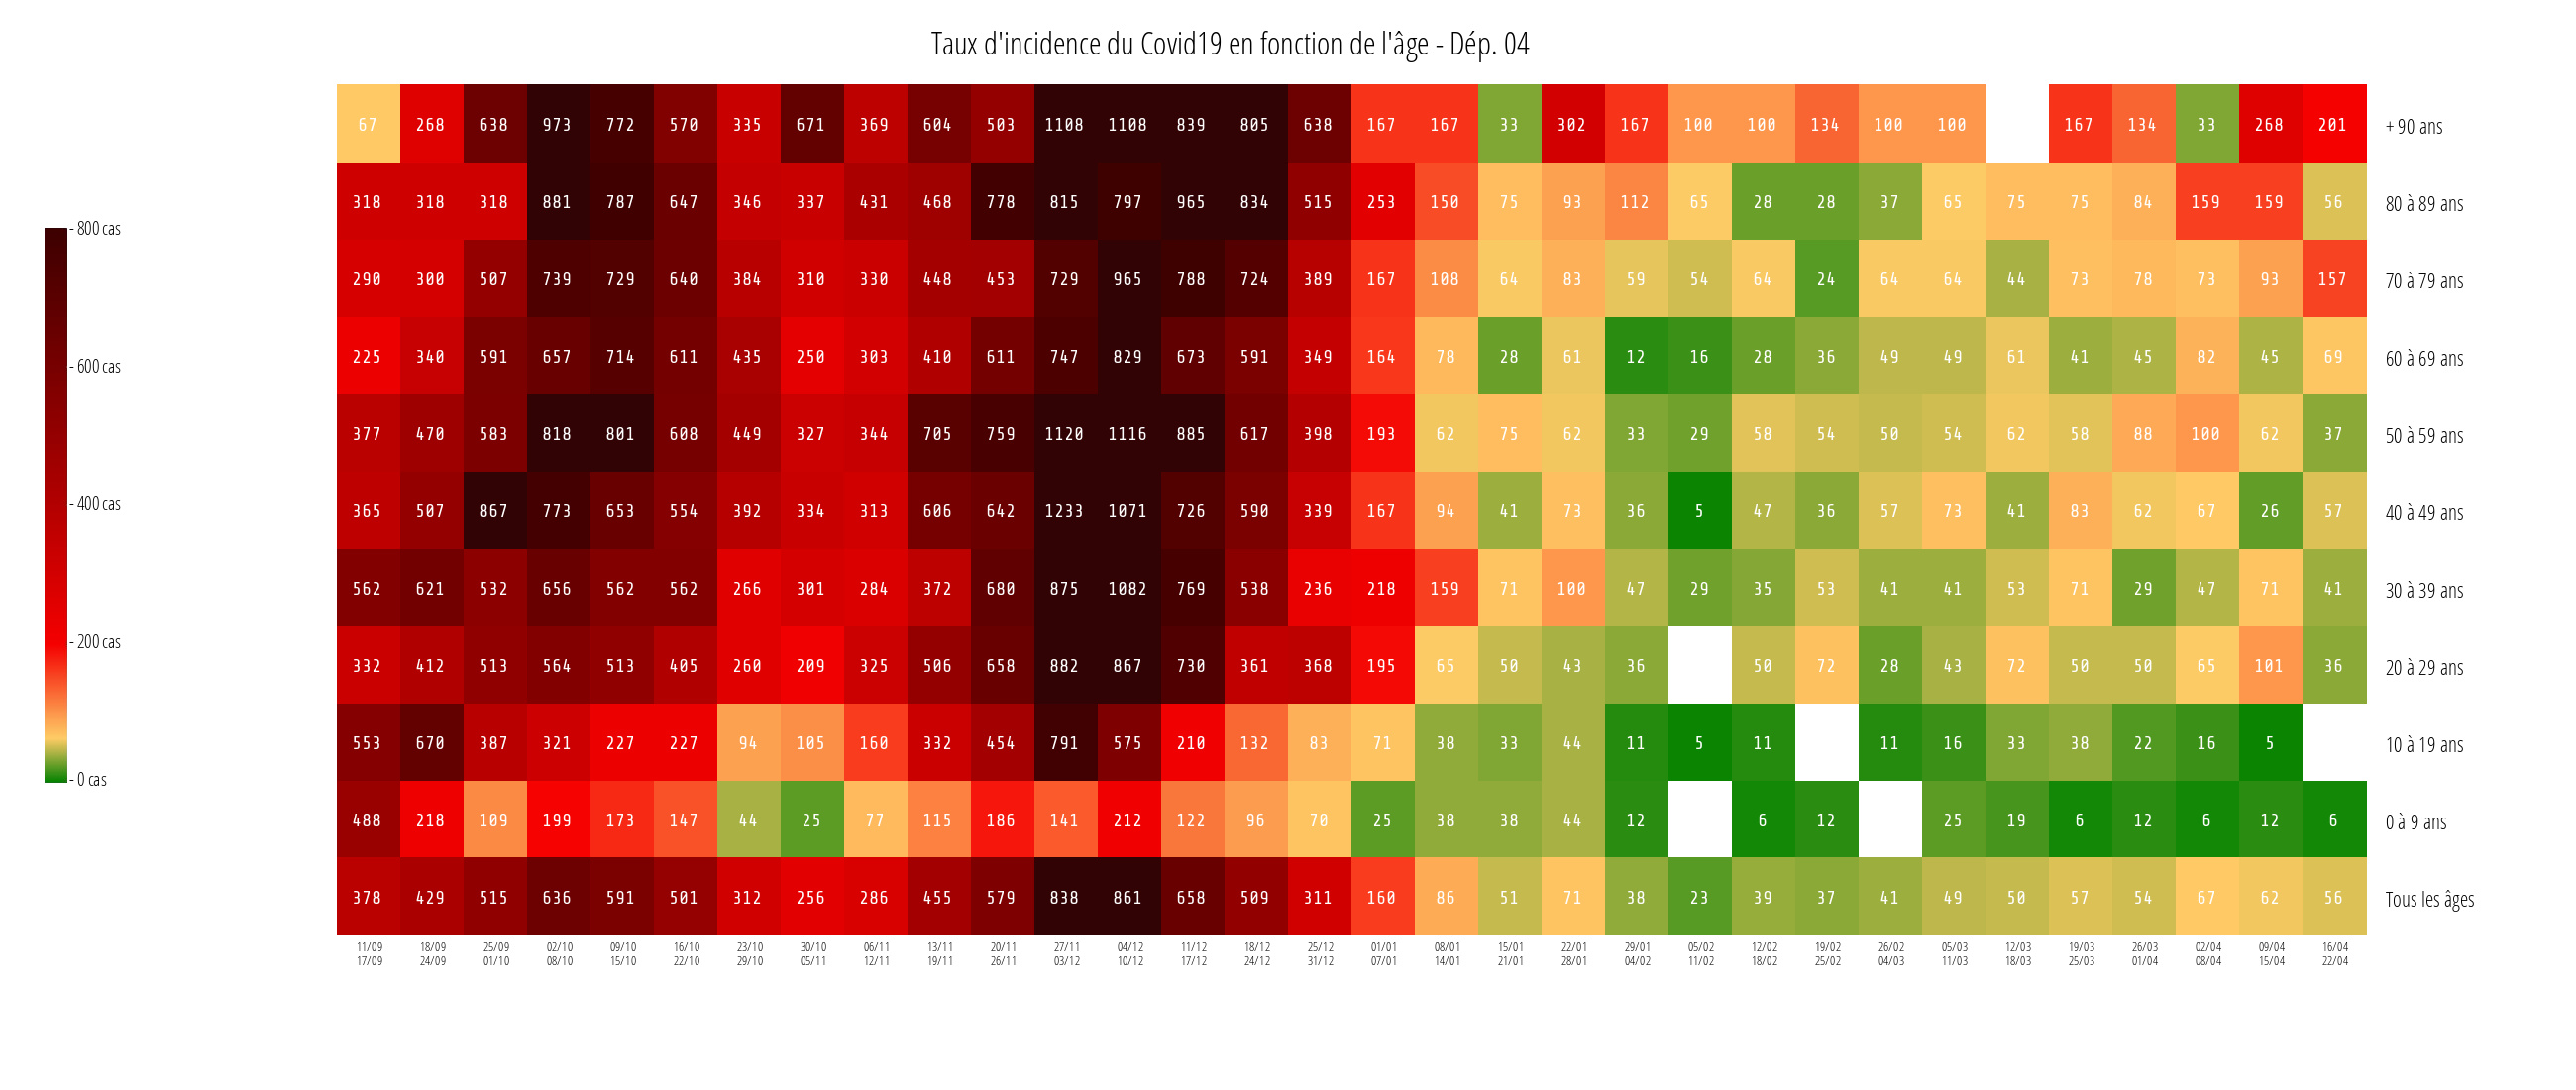 Taux d'incidence du Covid19 en fonction de l'âge - Dép. 04
- 800 cas
- 600 cas
- 400 cas
- 200 cas
- 0 cas
67 268 638 973 772 570 335 671 369 604 503 1108 1108 839 805 638 167 167 33 302 167 100 100 134 100 100 167 134 33 268 201 + 90 ans
318 318 318 881 787 647 346 337 431 468 778 815 797 965 834 515 253 150 75 93 112 65 28 28 37 65 75 75 84 159 159 56 80 à 89 ans
290 300 507 739 729 640 384 310 330 448 453 729 965 788 724 389 167 108 64 83 59 54 64 24 64 64 44 73 78 73 93 157 70 à 79 ans
225 340 591 657 714 611 435 250 303 410 611 747 829 673 591 349 164 78 28 61 12 16 28 36 49 49 61 41 45 82 45 69 60 à 69 ans
377 470 583 818 801 608 449 327 344 705 759 1120 1116 885 617 398 193 62 75 62 33 29 58 54 50 54 62 58 88 100 62 37 50 à 59 ans
365 507 867 773 653 554 392 334 313 606 642 1233 1071 726 590 339 167 94 41 73 36 5 47 36 57 73 41 83 62 67 26 57 40 à 49 ans
562 621 532 656 562 562 266 301 284 372 680 875 1082 769 538 236 218 159 71 100 47 29 35 53 41 41 53 71 29 47 71 41 30 à 39 ans
332 412 513 564 513 405 260 209 325 506 658 882 867 730 361 368 195 65 50 43 36 50 72 28 43 72 50 50 65 101 36 20 à 29 ans
553 670 387 321 227 227 94 105 160 332 454 791 575 210 132 83 71 38 33 44 11 5 11 11 16 33 38 22 16 5 10 à 19 ans
488 218 109 199 173 147 44 25 77 115 186 141 212 122 96 70 25 38 38 44 12 6 12 25 19 6 12 6 12 6 0 à 9 ans
378 429 515 636 591 501 312 256 286 455 579 838 861 658 509 311 160 86 51 71 38 23 39 37 41 49 50 57 54 67 62 56 Tous les âges
11/09 18/09 25/09 02/10 09/10 16/10 23/10 30/10 06/11 13/11 20/11 27/11 04/12 11/12 18/12 25/12 01/01 08/01 15/01 22/01 29/01 05/02 12/02 19/02 26/02 05/03 12/03 19/03 26/03 02/04 09/04 16/04
17/09 24/09 01/10 08/10 15/10 22/10 29/10 05/11 12/11 19/11 26/11 03/12 10/12 17/12 24/12 31/12 07/01 14/01 21/01 28/01 04/02 11/02 18/02 25/02 04/03 11/03 18/03 25/03 01/04 08/04 15/04 22/04